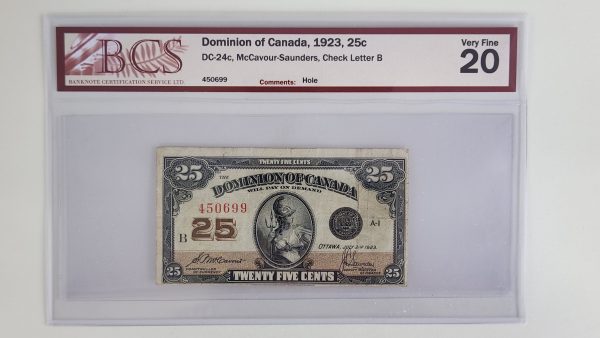 BCS
BANKNOTE CERTIFICATION SERVICE LTD.
Dominion of Canada, 1923, 25c
DC-24c, McCavour-Saunders, Check Letter B
450699 Comments: Hole
Very Fine
20
TWENTY FIVE CENTS
25 25
THE
DOMINION OF CANADA
WILL PAY ON DEMAND
450699
B 25 A-1
OTTAWA, JULY 2ND 1923.
25 TWENTY FIVE CENTS 25